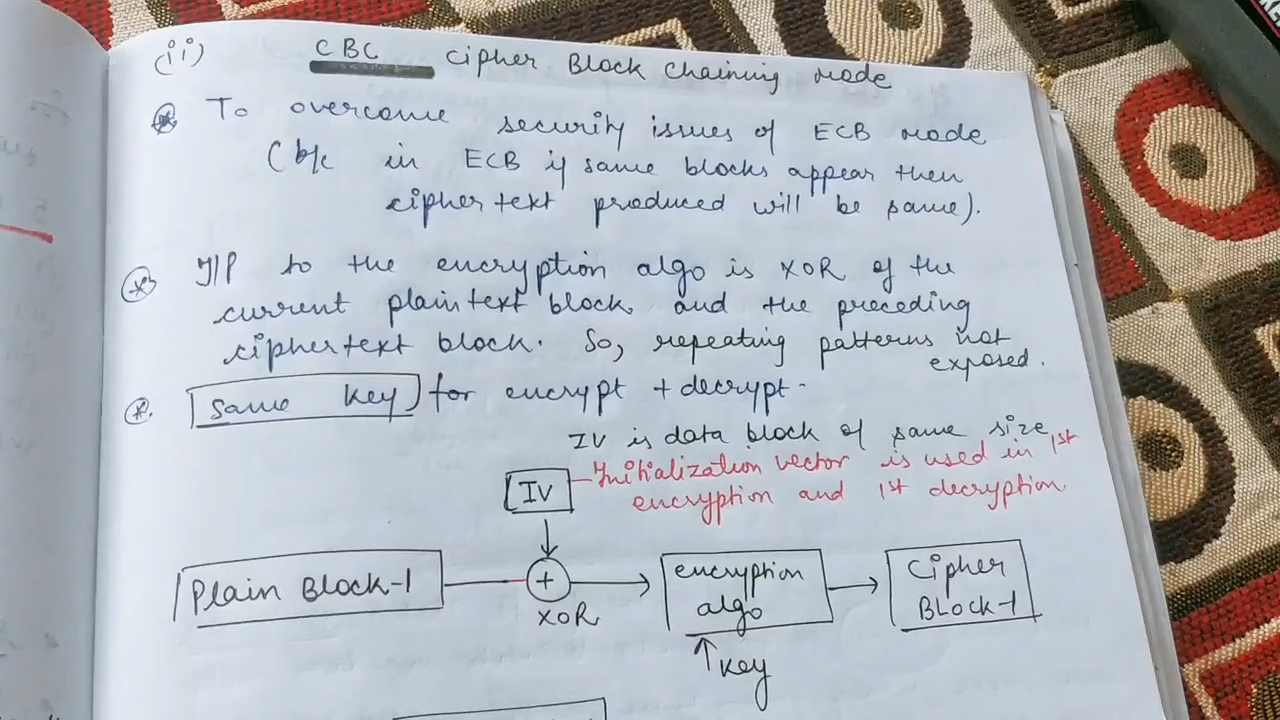 (ii) CBC Cipher Block Chaining Mode
To overcome security issues of ECB mode
(b/c in ECB if same blocks appear then
cipher text produced will be same).
I/P to the encryption algo is XOR of the
current plaintext block, and the preceding
ciphertext block. So, repeating patterns not
exposed.
Same Key for encrypt + decrypt.
IV is data block of same size
Initialization vector is used in 1st
IV
encryption and 1st decryption
Plain Block-1
+
XOR
encryption
algo
Cipher
BLOCK-1
↑ Key